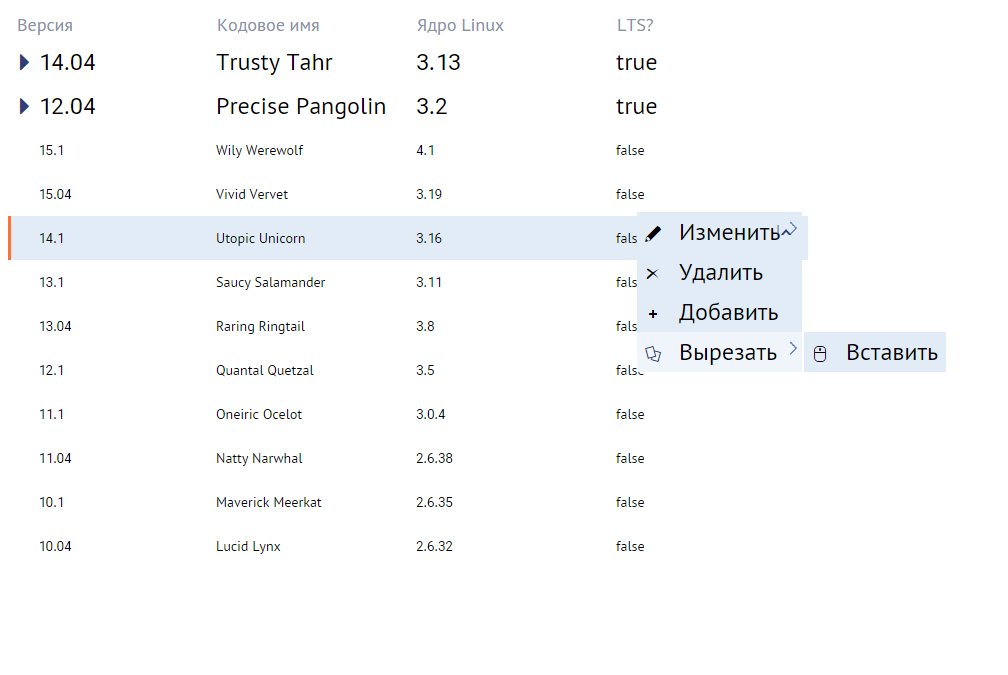 Версия Кодовое имя Ядро Linux LTS?
14.04 Trusty Tahr 3.13 true
12.04 Precise Pangolin 3.2 true
15.1 Wily Werewolf 4.1 false
15.04 Vivid Vervet 3.19 false
14.1 Utopic Unicorn 3.16 fals Изменить
Удалить
13.1 Saucy Salamander 3.11 fals
Добавить
13.04 Raring Ringtail 3.8 fals
Вырезать Вставить
12.1 Quantal Quetzal 3.5 false
11.1 Oneiric Ocelot 3.0.4 false
11.04 Natty Narwhal 2.6.38 false
10.1 Maverick Meerkat 2.6.35 false
10.04 Lucid Lynx 2.6.32 false